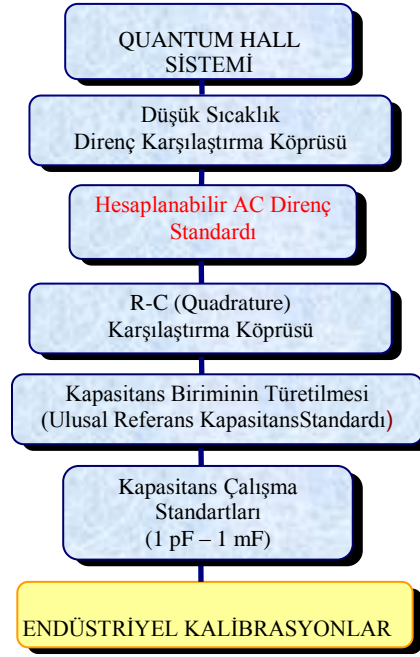 QUANTUM HALL
SİSTEMİ
Düşük Sıcaklık
Direnç Karşılaştırma Köprüsü
Hesaplanabilir AC Direnç
Standardı
R-C (Quadrature)
Karşılaştırma Köprüsü
Kapasitans Biriminin Türetilmesi
(Ulusal Referans KapasitansStandardı)
Kapasitans Çalışma
Standartları
(1 pF – 1 mF)
ENDÜSTRİYEL KALİBRASYONLAR